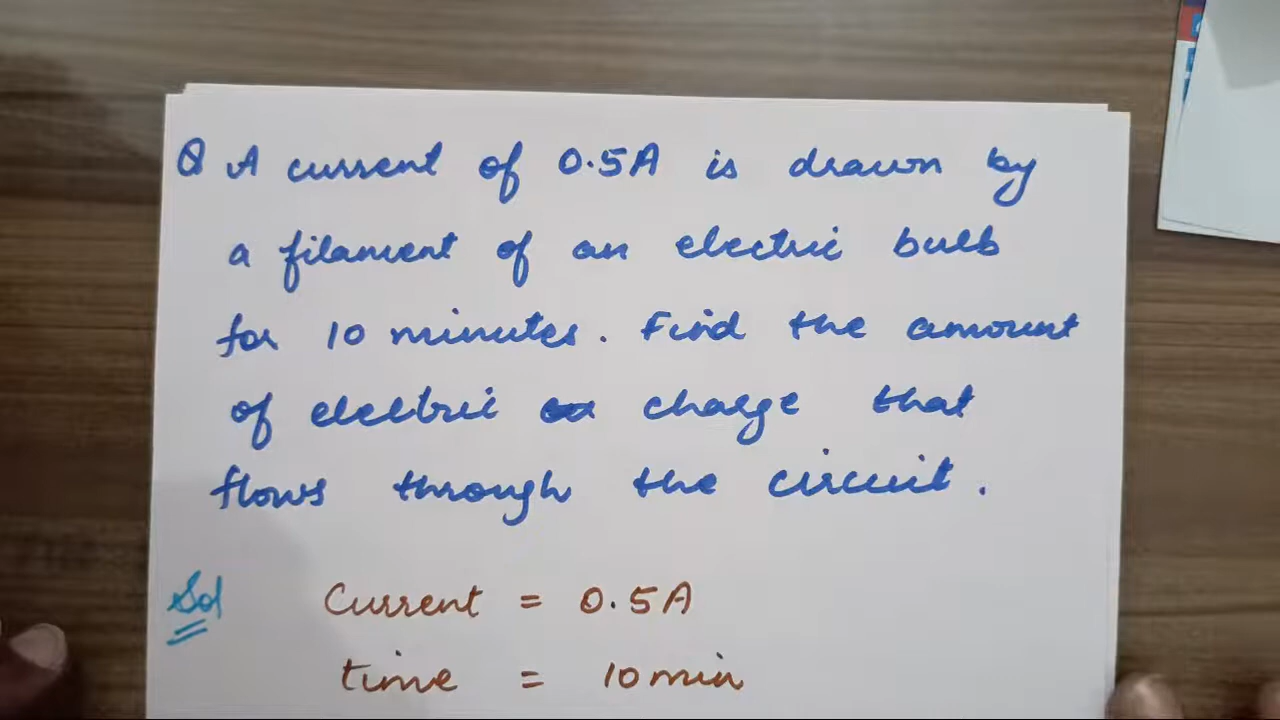 Q A current of 0.5A is drawn by
a filament of an electric bulb
for 10 minutes. Find the amount
of electric charge that
flows through the circuit.
Sol Current = 0.5A
time = 10 min